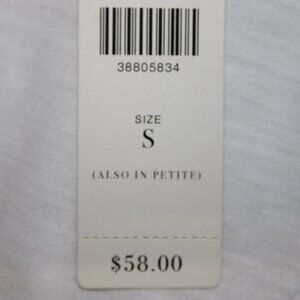 38805834
SIZE
S
(ALSO IN PETITE)
$58.00